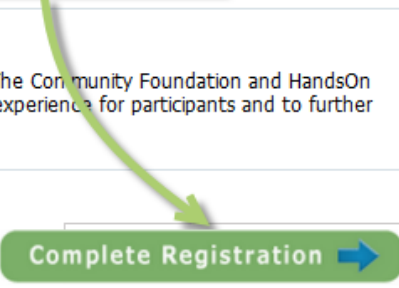 he Community Foundation and HandsOn
experience for participants and to further
Complete Registration